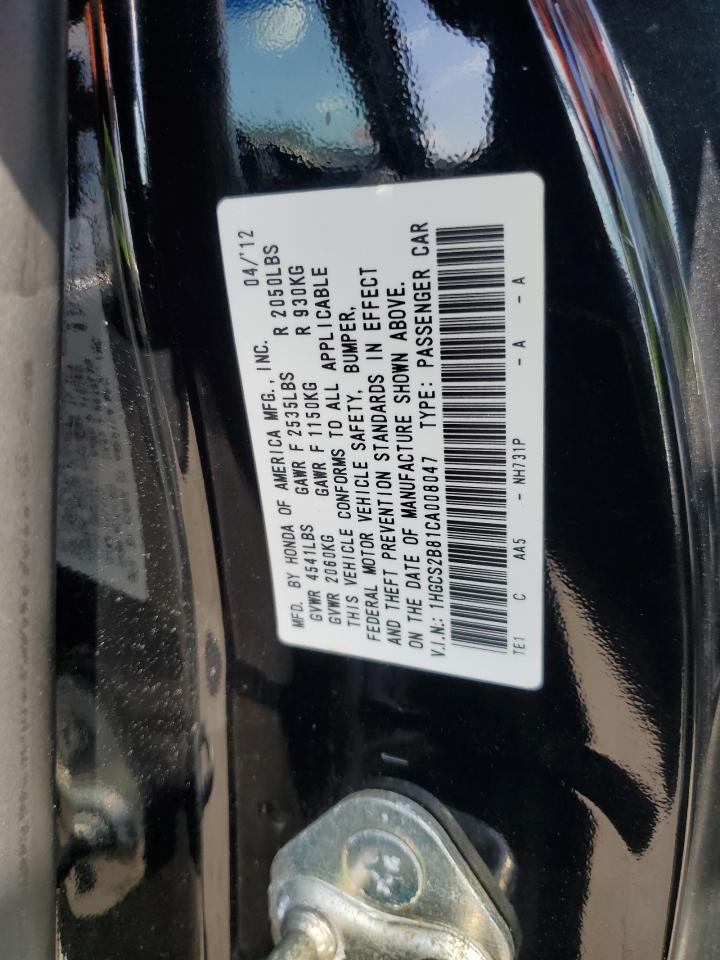 MFD. BY HONDA OF AMERICA MFG., INC. 04/'12
GVWR 4541LBS GAWR F 2535LBS R 2050LBS
GVWR 2060KG GAWR F 1150KG R 930KG
THIS VEHICLE CONFORMS TO ALL APPLICABLE
FEDERAL MOTOR VEHICLE SAFETY, BUMPER,
AND THEFT PREVENTION STANDARDS IN EFFECT
ON THE DATE OF MANUFACTURE SHOWN ABOVE.
V.I.N.: 1HGCS2B81CA008047 TYPE: PASSENGER CAR
TE1 C AA5 - NH731P - A - A